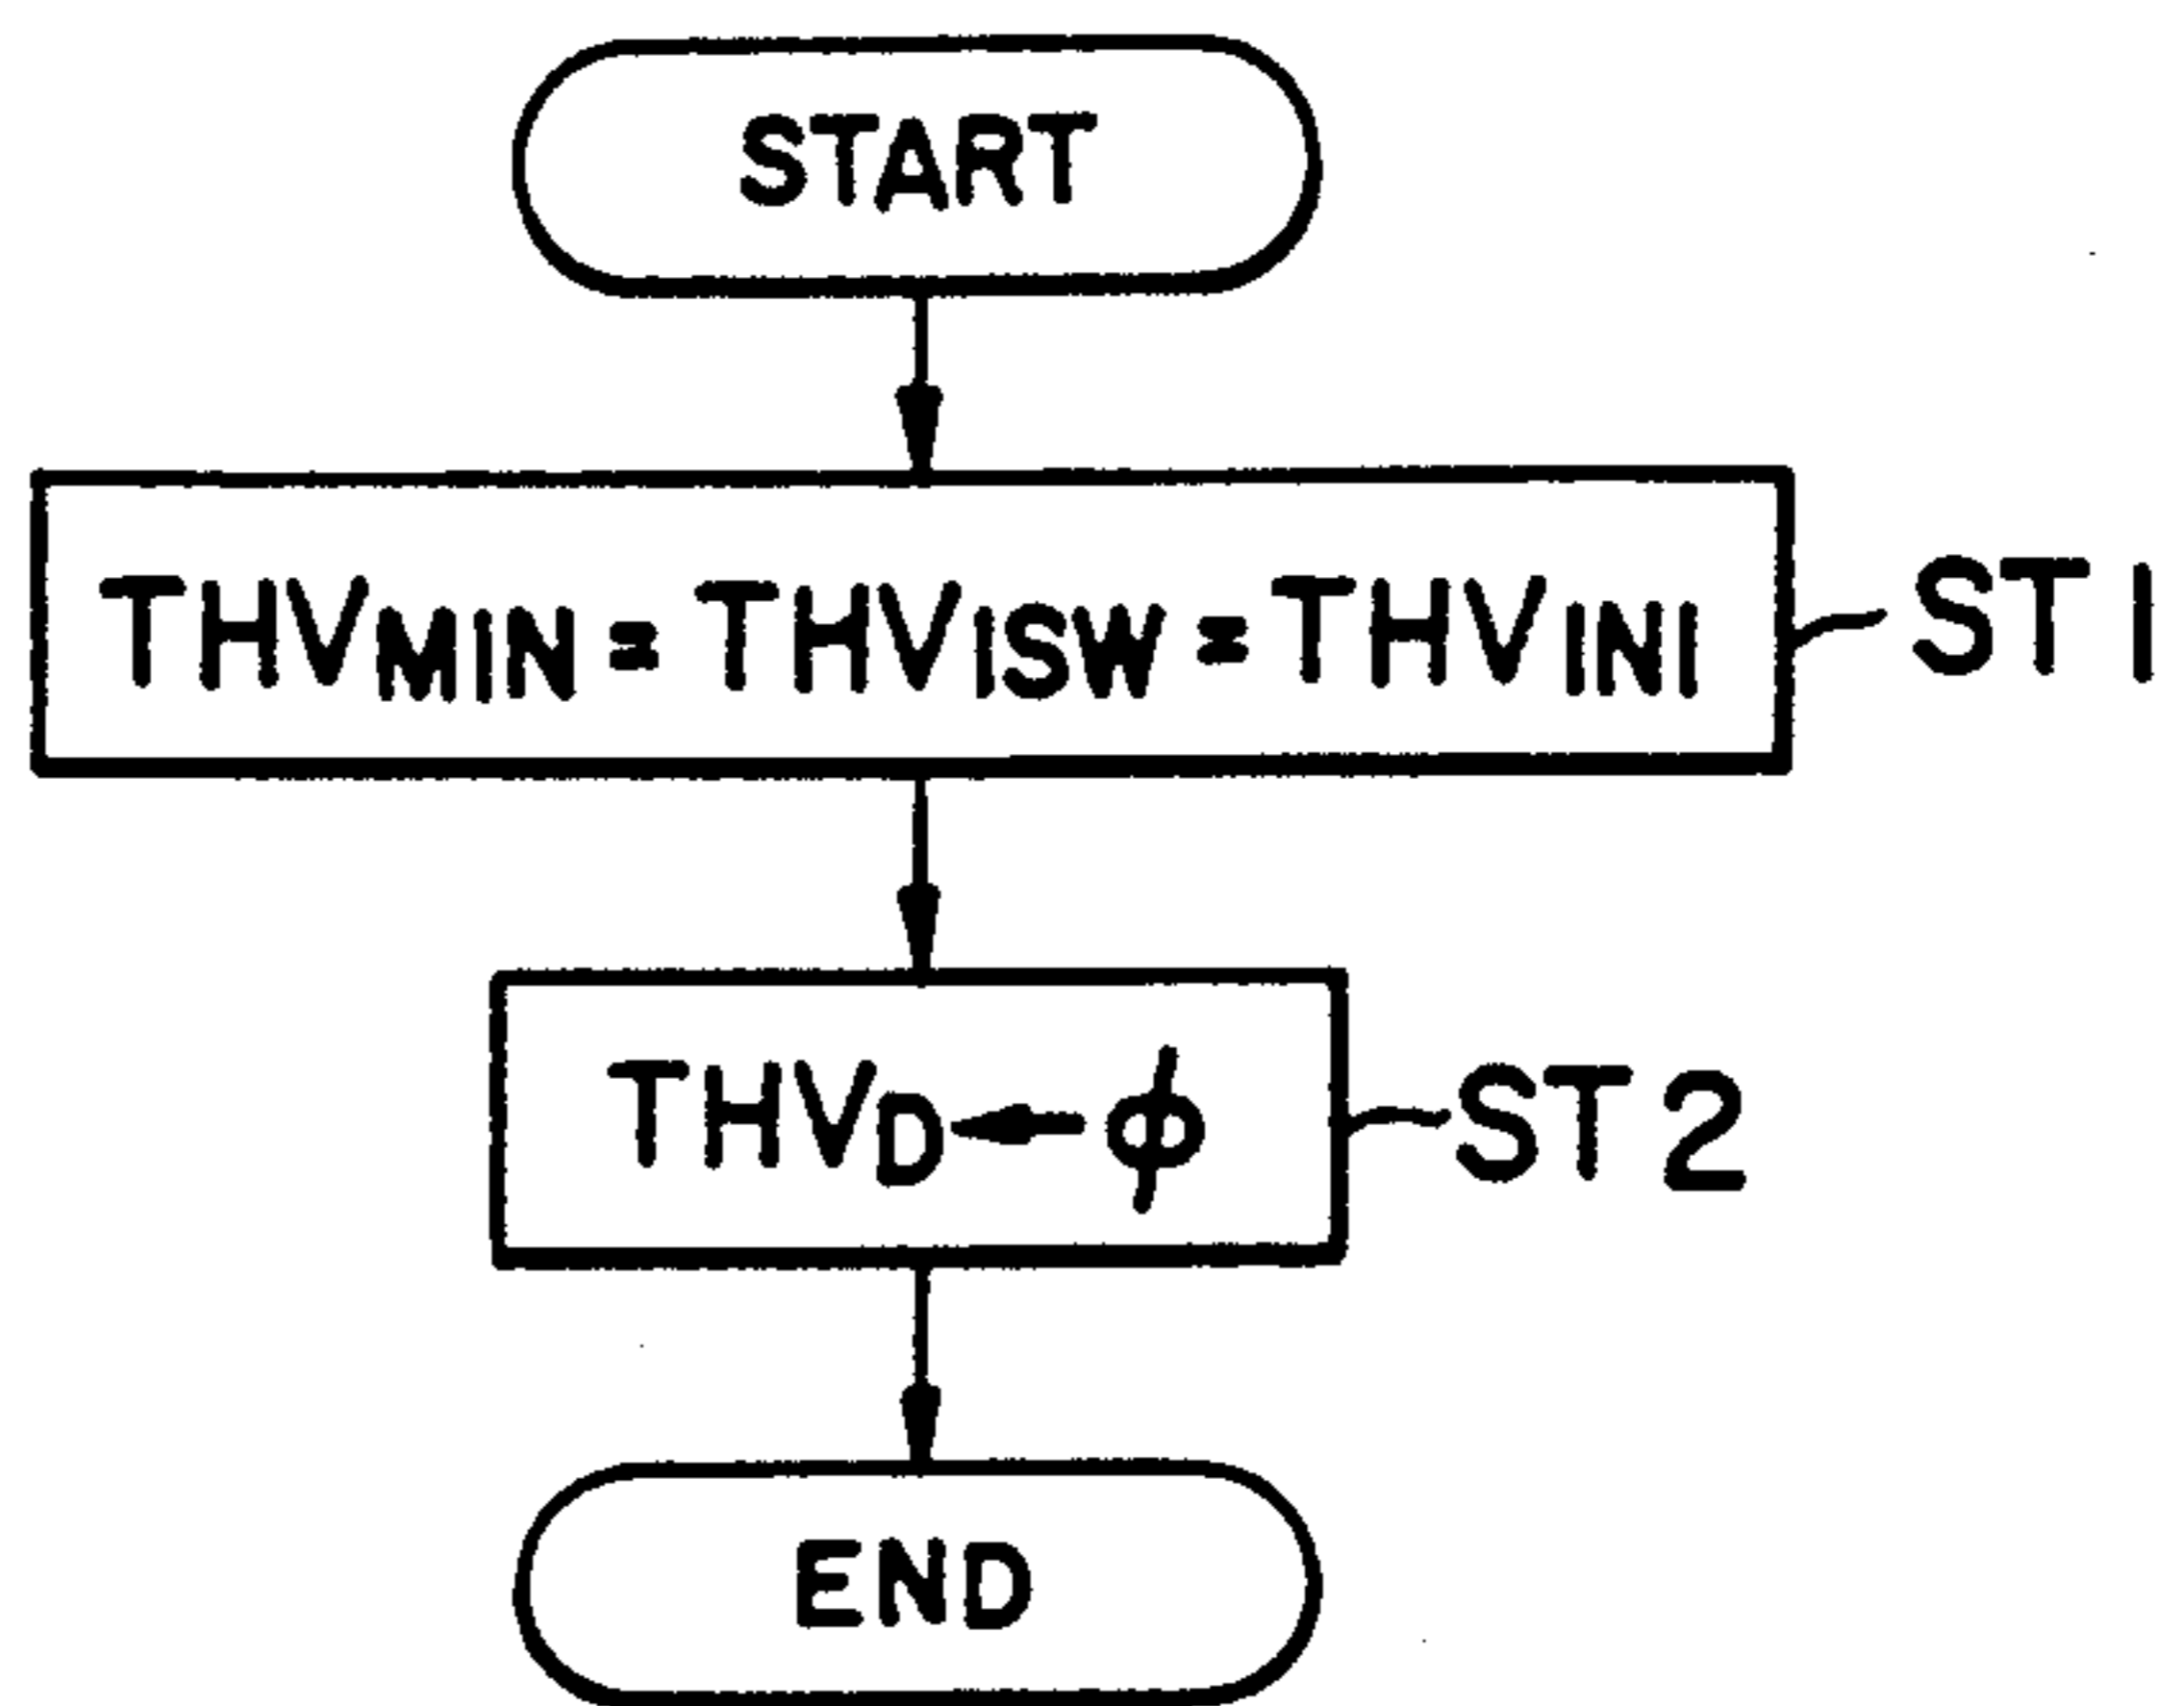 START
THVMIN = THVISW = THVINI
ST1
THVD ← ϕ
ST2
END